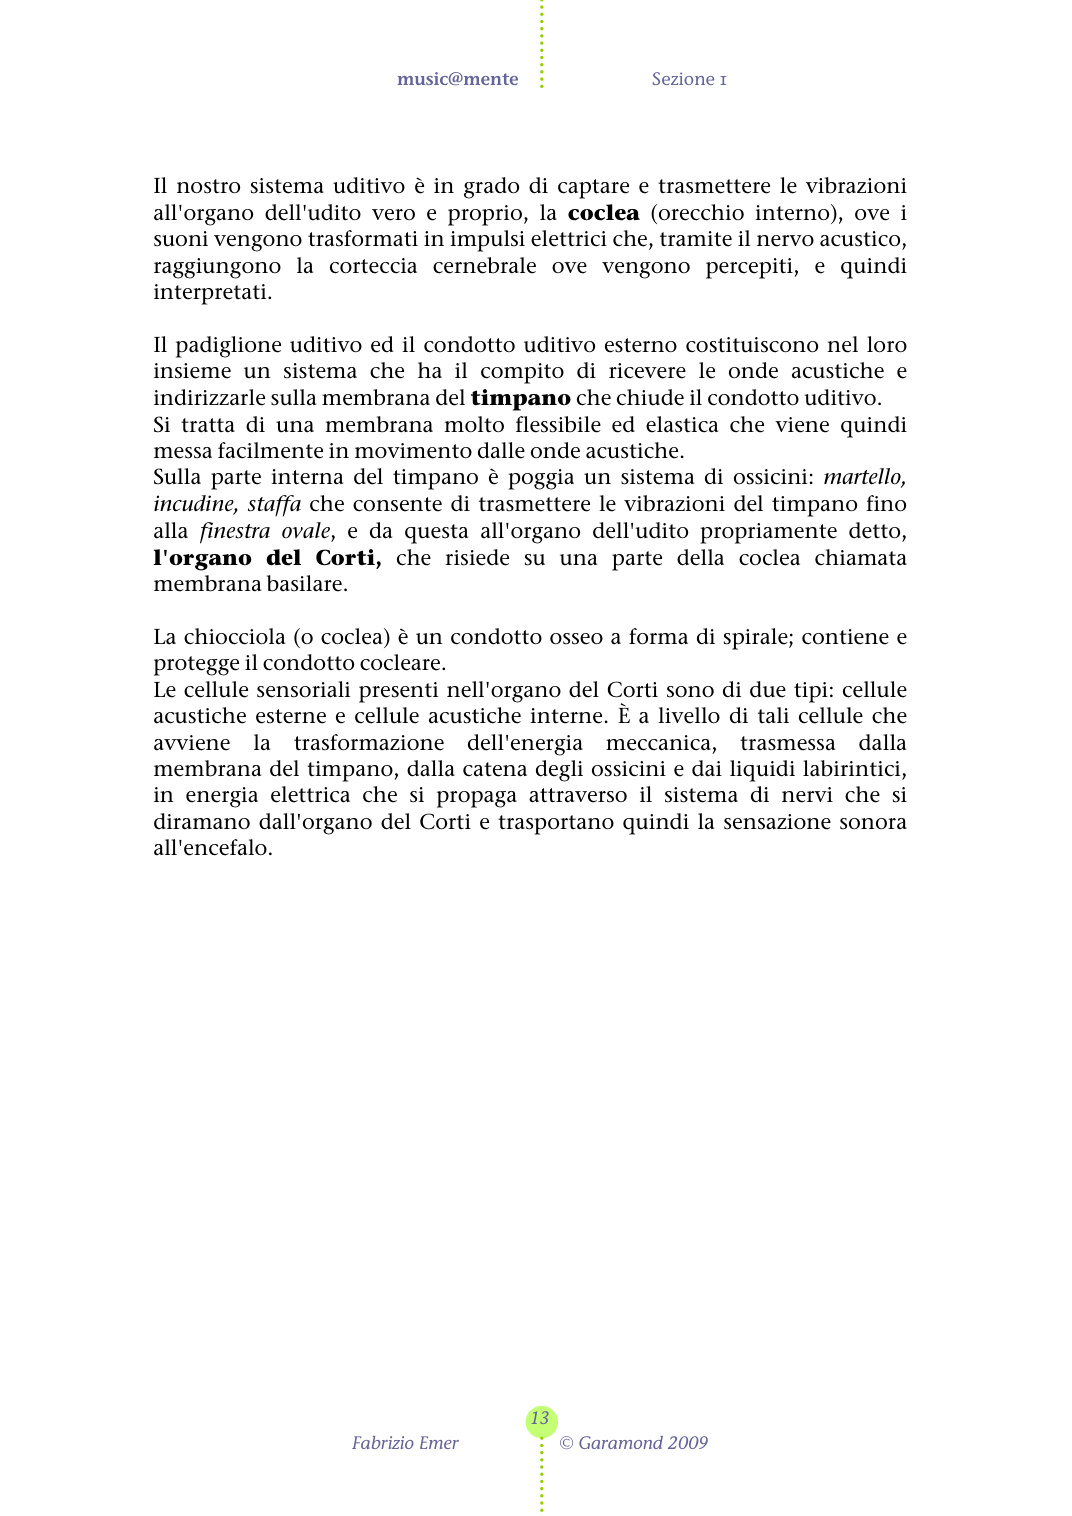 music@mente Sezione 1
Il nostro sistema uditivo è in grado di captare e trasmettere le vibrazioni
all'organo dell'udito vero e proprio, la coclea (orecchio interno), ove i
suoni vengono trasformati in impulsi elettrici che, tramite il nervo acustico,
raggiungono la corteccia cernebrale ove vengono percepiti, e quindi
interpretati.
Il padiglione uditivo ed il condotto uditivo esterno costituiscono nel loro
insieme un sistema che ha il compito di ricevere le onde acustiche e
indirizzarle sulla membrana del timpano che chiude il condotto uditivo.
Si tratta di una membrana molto flessibile ed elastica che viene quindi
messa facilmente in movimento dalle onde acustiche.
Sulla parte interna del timpano è poggia un sistema di ossicini: martello,
incudine, staffa che consente di trasmettere le vibrazioni del timpano fino
alla finestra ovale, e da questa all'organo dell'udito propriamente detto,
l'organo del Corti, che risiede su una parte della coclea chiamata
membrana basilare.
La chiocciola (o coclea) è un condotto osseo a forma di spirale; contiene e
protegge il condotto cocleare.
Le cellule sensoriali presenti nell'organo del Corti sono di due tipi: cellule
acustiche esterne e cellule acustiche interne. È a livello di tali cellule che
avviene la trasformazione dell'energia meccanica, trasmessa dalla
membrana del timpano, dalla catena degli ossicini e dai liquidi labirintici,
in energia elettrica che si propaga attraverso il sistema di nervi che si
diramano dall'organo del Corti e trasportano quindi la sensazione sonora
all'encefalo.
13
Fabrizio Emer © Garamond 2009